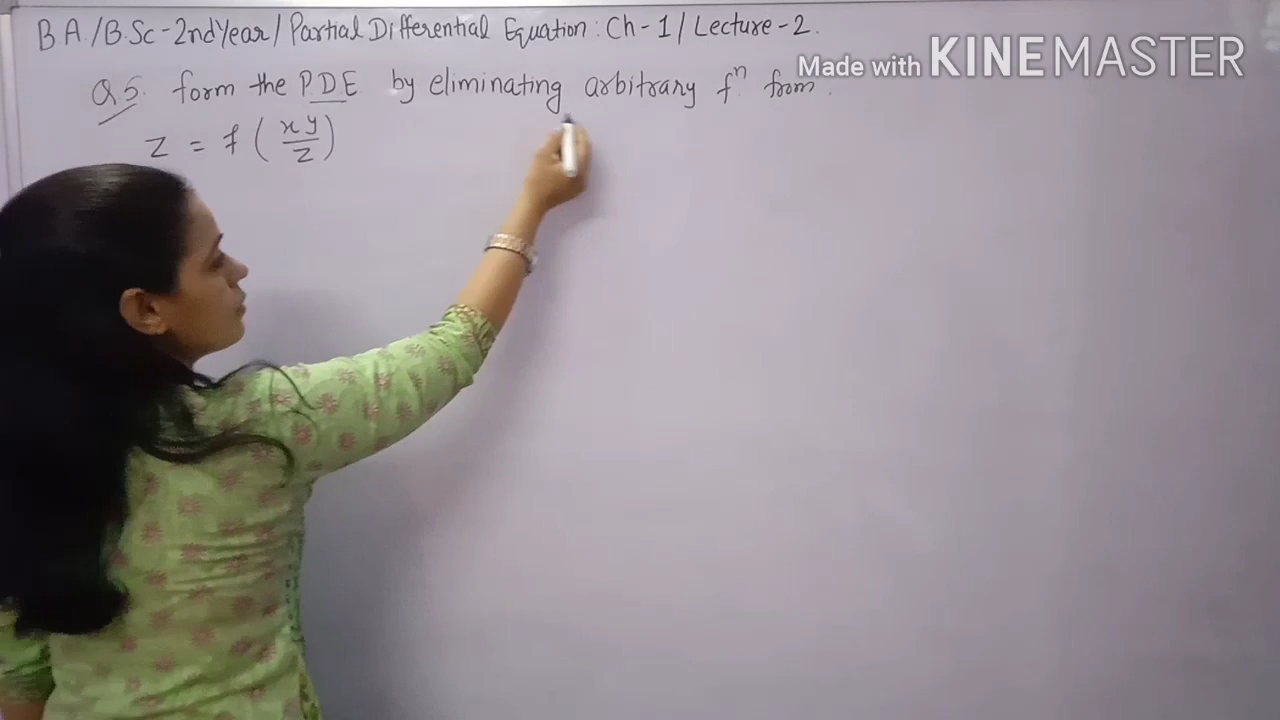 B A./B.Sc - 2nd Year / Partial Differential Equation : Ch - 1 / Lecture - 2.
Made with KINEMASTER
Q 5. form the PDE by eliminating arbitrary fⁿ from.
z = f (xy/z)